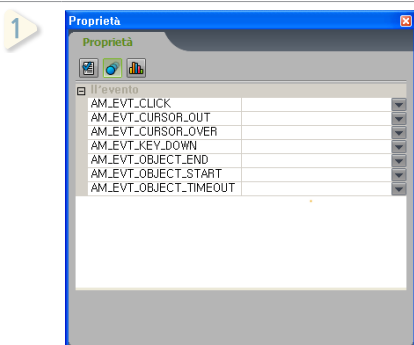 1
Proprietà
Proprietà
Il'evento
AM_EVT_CLICK
AM_EVT_CURSOR_OUT
AM_EVT_CURSOR_OVER
AM_EVT_KEY_DOWN
AM_EVT_OBJECT_END
AM_EVT_OBJECT_START
AM_EVT_OBJECT_TIMEOUT